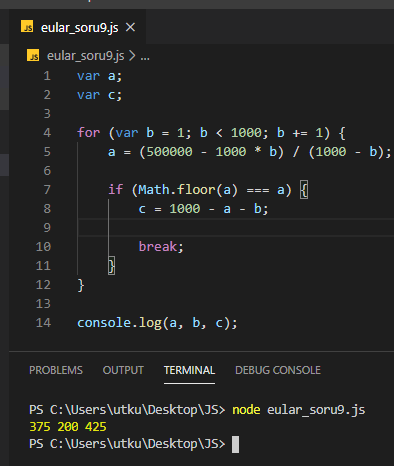 JS eular_soru9.js ×
JS eular_soru9.js > ...
1 var a;
2 var c;
3
4 for (var b = 1; b < 1000; b += 1) {
5     a = (500000 - 1000 * b) / (1000 - b);
6
7     if (Math.floor(a) === a) {
8         c = 1000 - a - b;
9
10         break;
11     }
12 }
13
14 console.log(a, b, c);
PROBLEMS OUTPUT TERMINAL DEBUG CONSOLE
PS C:\Users\utku\Desktop\JS> node eular_soru9.js
375 200 425
PS C:\Users\utku\Desktop\JS>